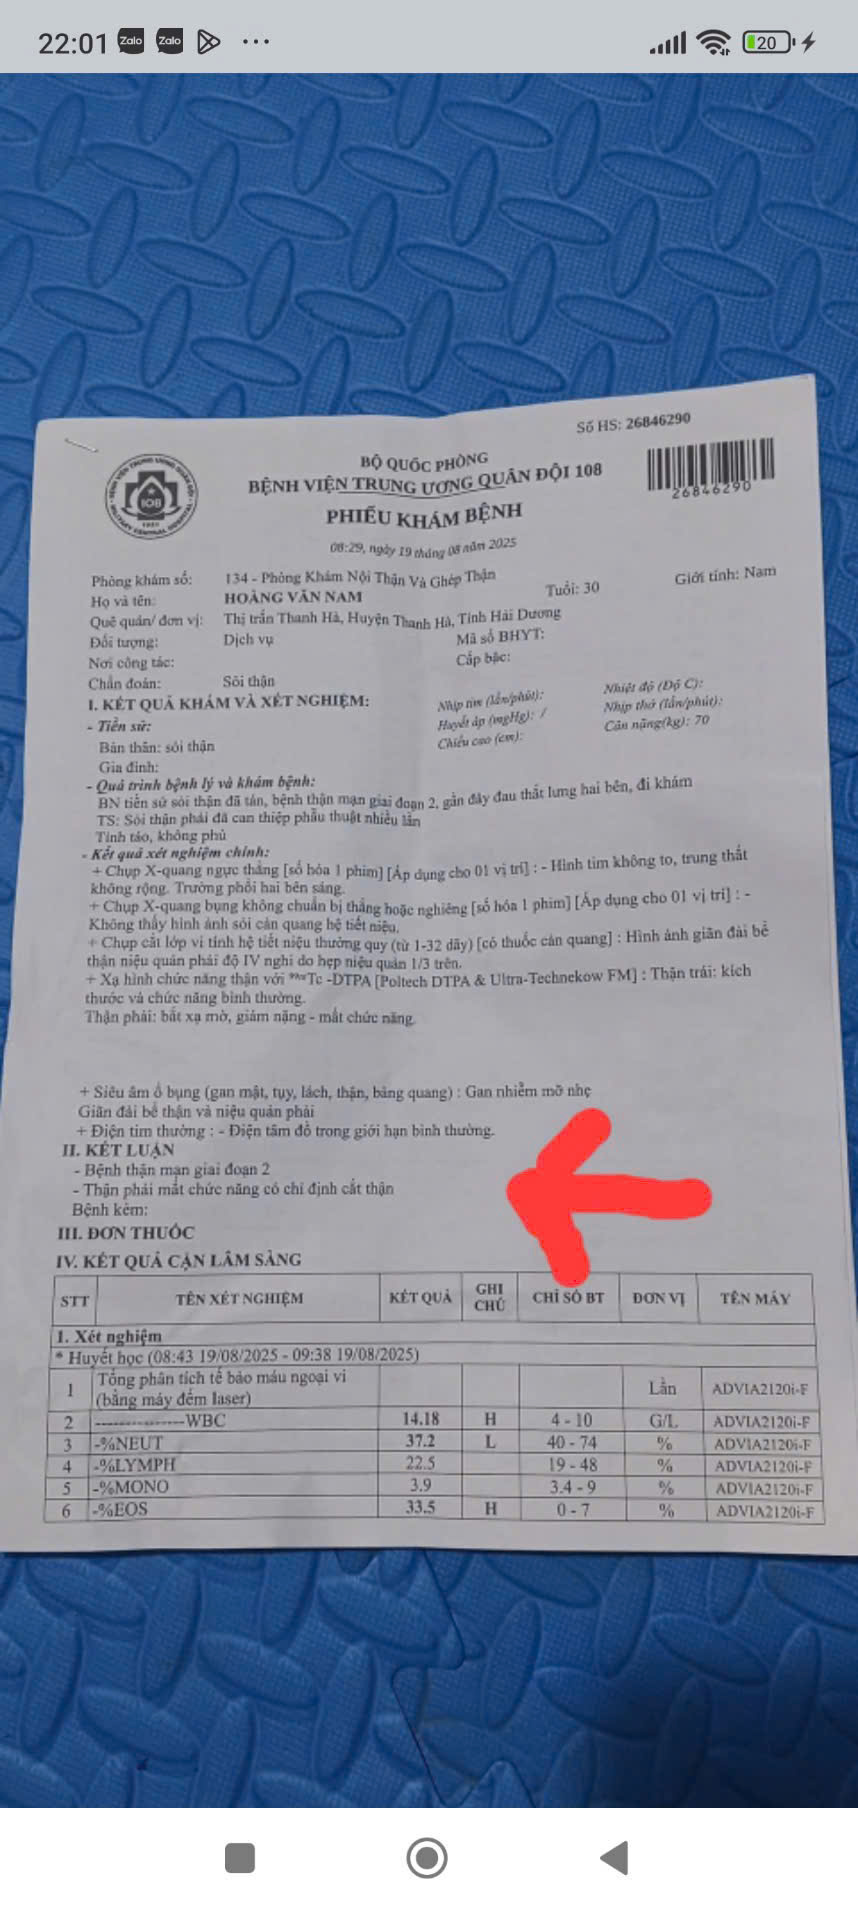 22:01 Zalo Zalo ... 20
Số HS: 26846290
BỘ QUỐC PHÒNG
BỆNH VIỆN TRUNG ƯƠNG QUÂN ĐỘI 108
26846290
108
PHIẾU KHÁM BỆNH
08:29, ngày 19 tháng 08 năm 2025
Phòng khám số: 134 - Phòng Khám Nội Thận Và Ghép Thận
Họ và tên: HOÀNG VĂN NAM Tuổi: 30 Giới tính: Nam
Quê quán/ đơn vị: Thị trấn Thanh Hà, Huyện Thanh Hà, Tỉnh Hải Dương
Đối tượng: Dịch vụ Mã số BHYT:
Nơi công tác: Cấp bậc:
Chẩn đoán: Sỏi thận
I. KẾT QUẢ KHÁM VÀ XÉT NGHIỆM: Nhịp tim (lần/phút): Nhiệt độ (Độ C):
- Tiền sử: Huyết áp (mgHg): / Nhịp thở (lần/phút):
Bản thân: sỏi thận Chiều cao (cm): Cân nặng(kg): 70
Gia đình:
- Quá trình bệnh lý và khám bệnh:
BN tiền sử sỏi thận đã tán, bệnh thận mạn giai đoạn 2, gần đây đau thắt lưng hai bên, đi khám
TS: Sỏi thận phải đã can thiệp phẫu thuật nhiều lần
Tỉnh táo, không phù
- Kết quả xét nghiệm chính:
+ Chụp X-quang ngực thẳng [số hóa 1 phim] [Áp dụng cho 01 vị trí] : - Hình tim không to, trung thất
không rộng. Trường phổi hai bên sáng.
+ Chụp X-quang bụng không chuẩn bị thẳng hoặc nghiêng [số hóa 1 phim] [Áp dụng cho 01 vị trí] : -
Không thấy hình ảnh sỏi cản quang hệ tiết niệu.
+ Chụp cắt lớp vi tính hệ tiết niệu thường quy (từ 1-32 dãy) [có thuốc cản quang] : Hình ảnh giãn đài bể
thận niệu quản phải độ IV nghi do hẹp niệu quản 1/3 trên.
+ Xạ hình chức năng thận với 99mTc -DTPA [Poltech DTPA & Ultra-Technekow FM] : Thận trái: kích
thước và chức năng bình thường.
Thận phải: bắt xạ mờ, giảm nặng - mất chức năng.
+ Siêu âm ổ bụng (gan mật, tụy, lách, thận, bàng quang) : Gan nhiễm mỡ nhẹ
Giãn đài bể thận và niệu quản phải
+ Điện tim thường : - Điện tâm đồ trong giới hạn bình thường.
II. KẾT LUẬN
- Bệnh thận mạn giai đoạn 2
- Thận phải mất chức năng có chỉ định cắt thận
Bệnh kèm:
III. ĐƠN THUỐC
IV. KẾT QUẢ CẬN LÂM SÀNG
STT TÊN XÉT NGHIỆM KẾT QUẢ GHI CHÚ CHỈ SỐ BT ĐƠN VỊ TÊN MÁY
1. Xét nghiệm
* Huyết học (08:43 19/08/2025 - 09:38 19/08/2025)
1 Tổng phân tích tế bào máu ngoại vi (bằng máy đếm laser) Lần ADVIA2120i-F
2 ---------------WBC 14.18 H 4 - 10 G/L ADVIA2120i-F
3 -%NEUT 37.2 L 40 - 74 % ADVIA2120i-F
4 -%LYMPH 22.5 19 - 48 % ADVIA2120i-F
5 -%MONO 3.9 3.4 - 9 % ADVIA2120i-F
6 -%EOS 33.5 H 0 - 7 % ADVIA2120i-F